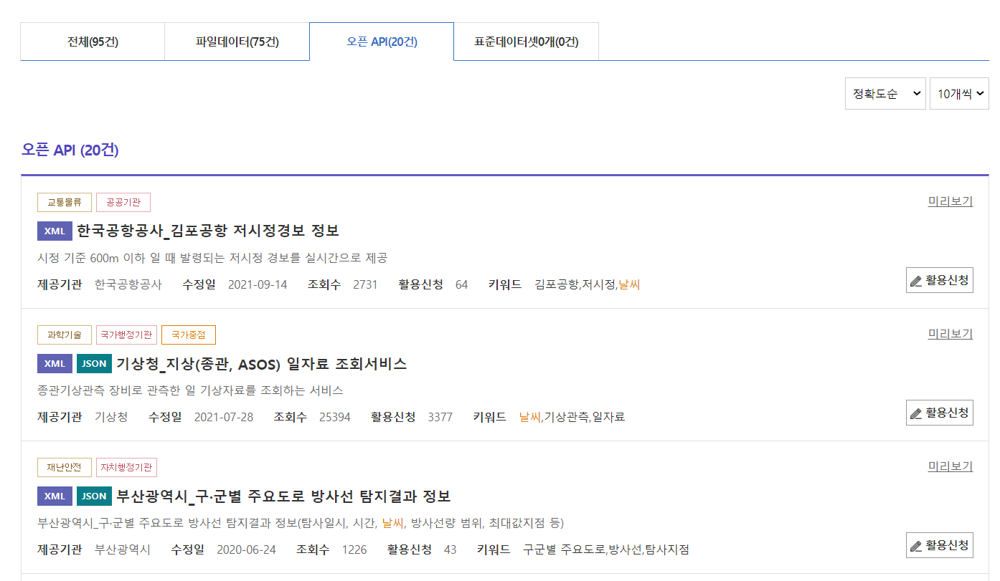 전체(95건) 파일데이터(75건) 오픈 API(20건) 표준데이터셋0개(0건)
정확도순 10개씩
오픈 API (20건)
교통물류 공공기관 미리보기
XML 한국공항공사_김포공항 저시정경보 정보
시정 기준 600m 이하 일 때 발령되는 저시정 경보를 실시간으로 제공
제공기관 한국공항공사 수정일 2021-09-14 조회수 2731 활용신청 64 키워드 김포공항,저시정,날씨 활용신청
과학기술 국가행정기관 국가중점 미리보기
XML JSON 기상청_지상(종관, ASOS) 일자료 조회서비스
종관기상관측 장비로 관측한 일 기상자료를 조회하는 서비스
제공기관 기상청 수정일 2021-07-28 조회수 25394 활용신청 3377 키워드 날씨,기상관측,일자료 활용신청
재난안전 자치행정기관 미리보기
XML JSON 부산광역시_구·군별 주요도로 방사선 탐지결과 정보
부산광역시_구·군별 주요도로 방사선 탐지결과 정보(탐사일시, 시간, 날씨, 방사선량 범위, 최대값지점 등)
제공기관 부산광역시 수정일 2020-06-24 조회수 1226 활용신청 43 키워드 구군별 주요도로,방사선,탐사지점 활용신청